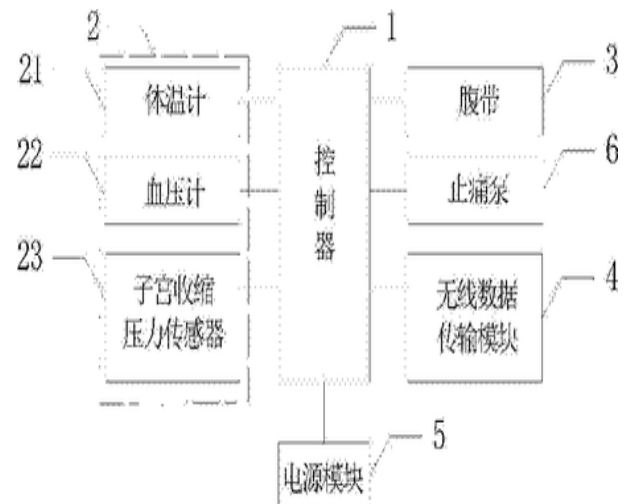 2
1
21
体温计
腹带
3
22
血压计
控制器
止痛泵
6
23
子宫收缩
压力传感器
无线数据
传输模块
4
电源模块
5